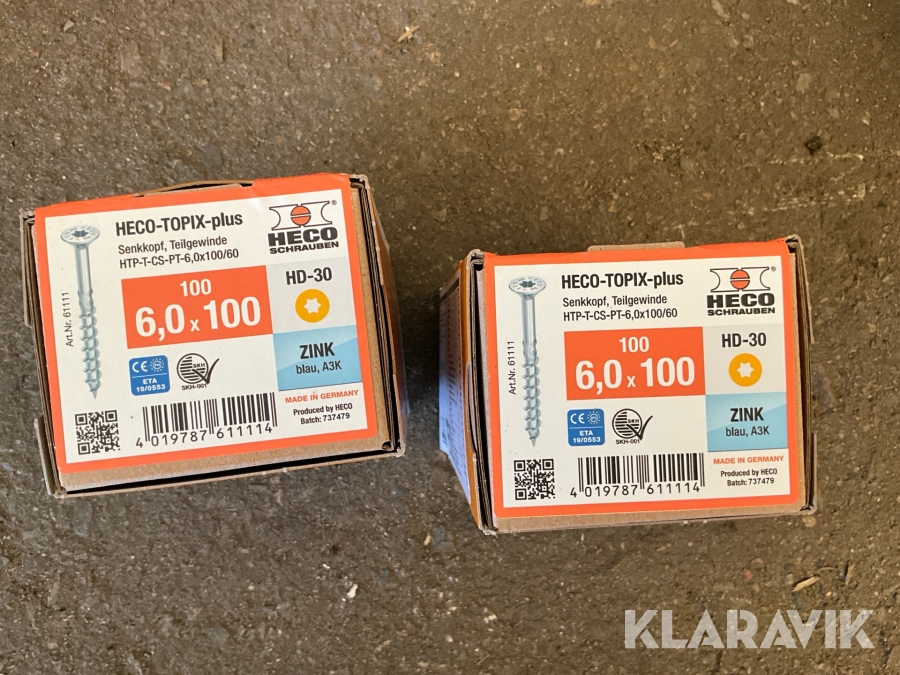 HECO-TOPIX-plus
Senkkopf, Teilgewinde
HTP-T-CS-PT-6,0x100/60
HECO®
SCHRAUBEN
Art.Nr. 61111
100
6,0 x 100
HD-30
CE
ETA
19/0553
SKH
SKH-001
ZINK
blau, A3K
MADE IN GERMANY
Produced by HECO
Batch: 737479
4 019787 611114
HECO-TOPIX-plus
Senkkopf, Teilgewinde
HTP-T-CS-PT-6,0x100/60
HECO®
SCHRAUBEN
Art.Nr. 61111
100
6,0 x 100
HD-30
CE
ETA
19/0553
SKH-001
ZINK
blau, A3K
MADE IN GERMANY
Produced by HECO
Batch: 737479
4 019787 611114
KLARAVIK